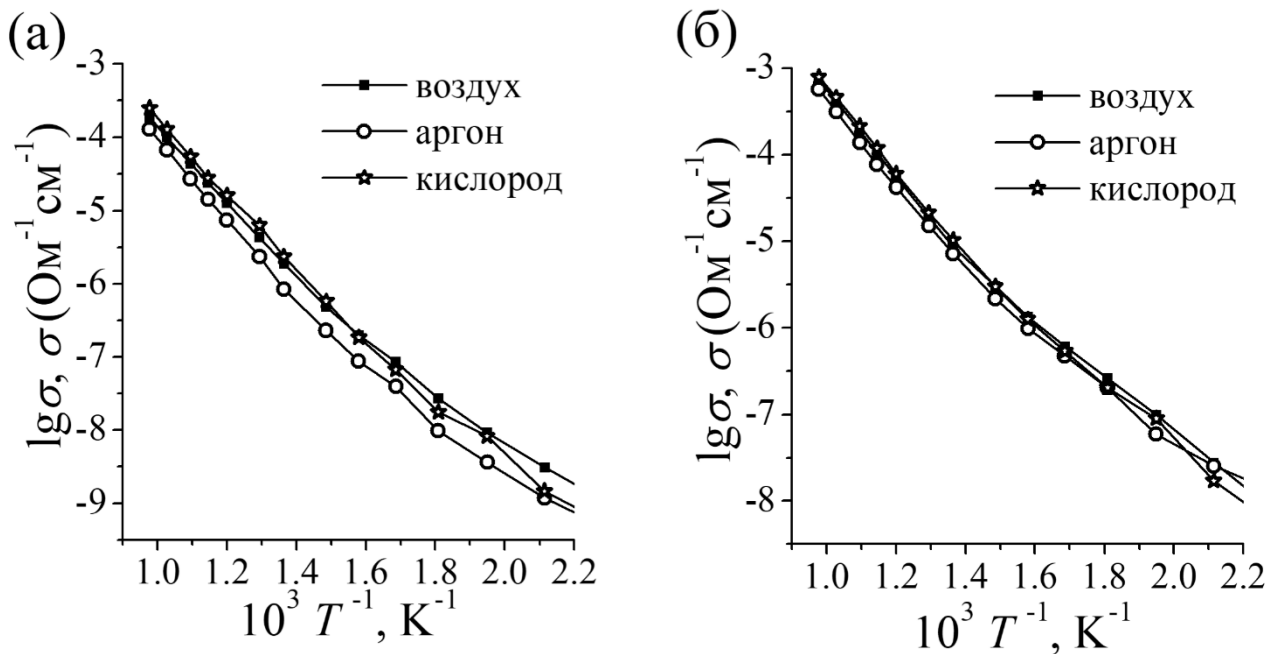 (а)
-3
-4
-5
-6
-7
-8
-9
lgσ, σ (Ом⁻¹см⁻¹)
воздух
аргон
кислород
1.0 1.2 1.4 1.6 1.8 2.0 2.2
10³ T⁻¹, K⁻¹
(б)
-3
-4
-5
-6
-7
-8
lgσ, σ (Ом⁻¹см⁻¹)
воздух
аргон
кислород
1.0 1.2 1.4 1.6 1.8 2.0 2.2
10³ T⁻¹, K⁻¹